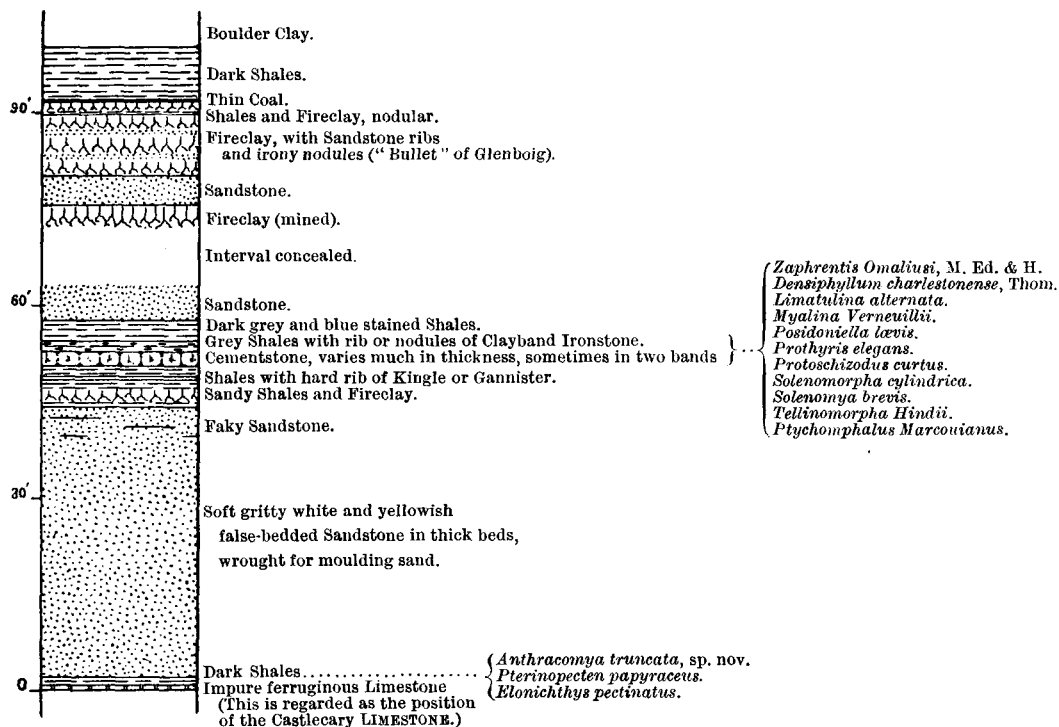 Boulder Clay.
Dark Shales.
Thin Coal.
90'
Shales and Fireclay, nodular.
Fireclay, with Sandstone ribs
and irony nodules ("Bullet" of Glenboig).
Sandstone.
Fireclay (mined).
Interval concealed.
60'
Sandstone.
Dark grey and blue stained Shales.
Grey Shales with rib or nodules of Clayband Ironstone.
Cementstone, varies much in thickness, sometimes in two bands
Zaphrentis Omaliusi, M. Ed. & H.
Densiphyllum charlestonense, Thom.
Limatulina alternata.
Myalina Verneuillii.
Posidoniella lævis.
Prothyris elegans.
Protoschizodus curtus.
Solenomorpha cylindrica.
Solenomya brevis.
Tellinomorpha Hindii.
Ptychomphalus Marcouianus.
Shales with hard rib of Kingle or Gannister.
Sandy Shales and Fireclay.
Faky Sandstone.
30'
Soft gritty white and yellowish
false-bedded Sandstone in thick beds,
wrought for moulding sand.
Dark Shales
Anthracomya truncata, sp. nov.
Pterinopecten papyraceus.
Elonichthys pectinatus.
0
Impure ferruginous Limestone
(This is regarded as the position
of the Castlecary LIMESTONE.)